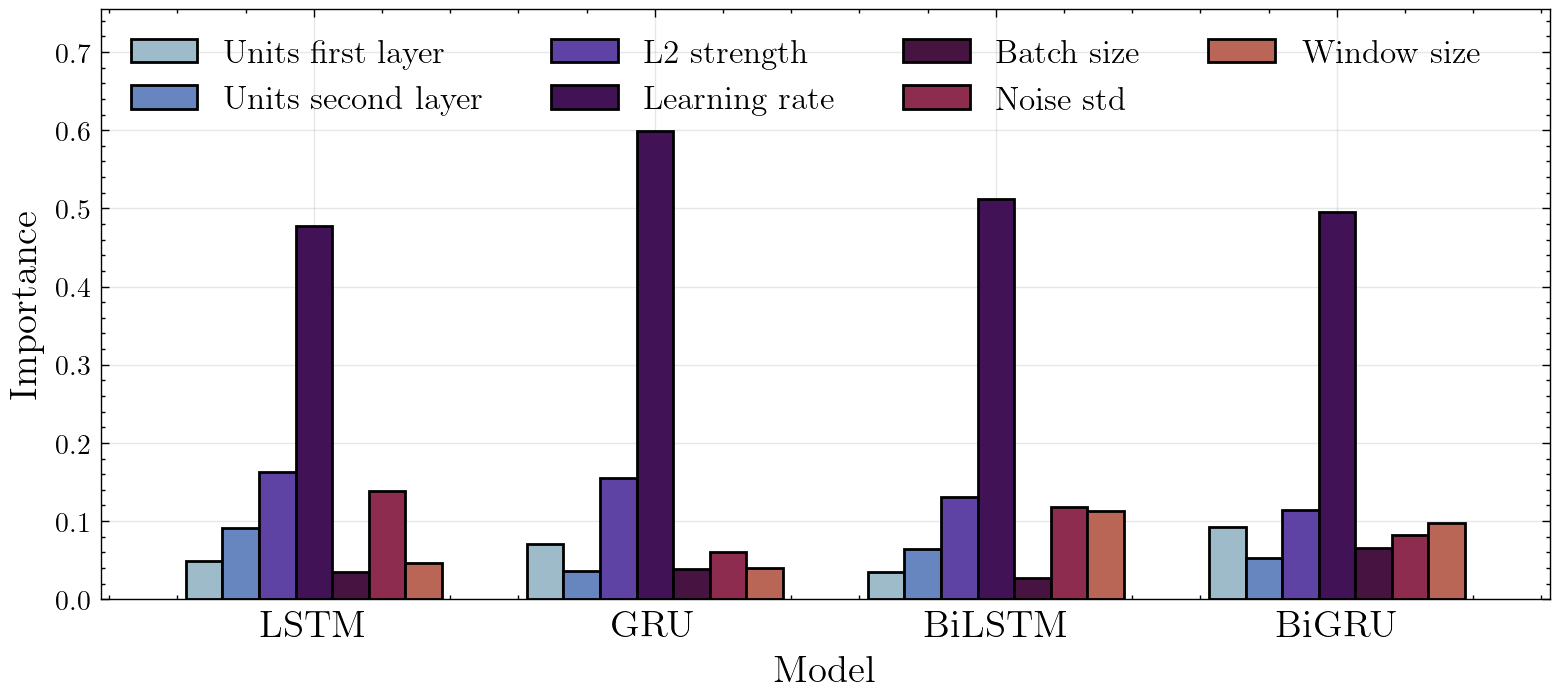 Units first layer
Units second layer
L2 strength
Learning rate
Batch size
Noise std
Window size
Importance
0.7
0.6
0.5
0.4
0.3
0.2
0.1
0.0
LSTM
GRU
BiLSTM
BiGRU
Model